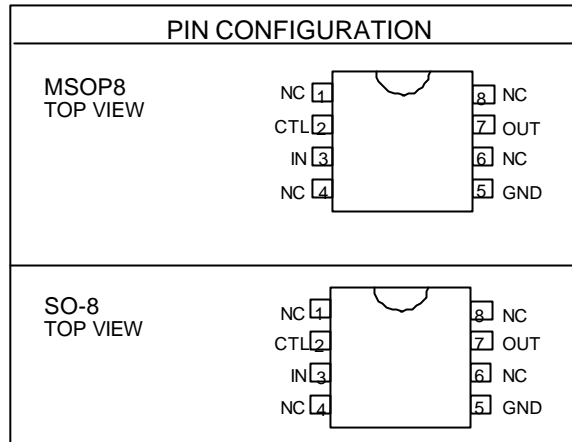 PIN CONFIGURATION
MSOP8
TOP VIEW
NC 1
CTL 2
IN 3
NC 4
8 NC
7 OUT
6 NC
5 GND
SO-8
TOP VIEW
NC 1
CTL 2
IN 3
NC 4
8 NC
7 OUT
6 NC
5 GND